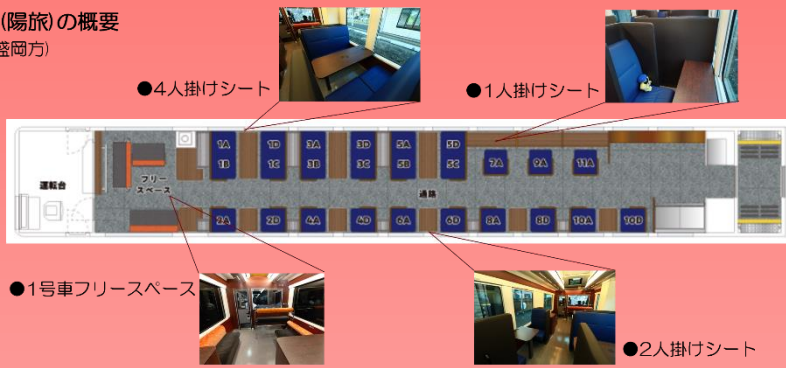 (陽旅)の概要
盛岡方)
●4人掛けシート
●1人掛けシート
1A 1D 3A 3D 5A 5D
1B 1C 3B 3C 5B 5C 7A 9A 11A
運転台
フリー
スペース
通路
2A 2D 4A 4D 6A 6D 8A 8D 10A 10D
●1号車フリースペース
●2人掛けシート